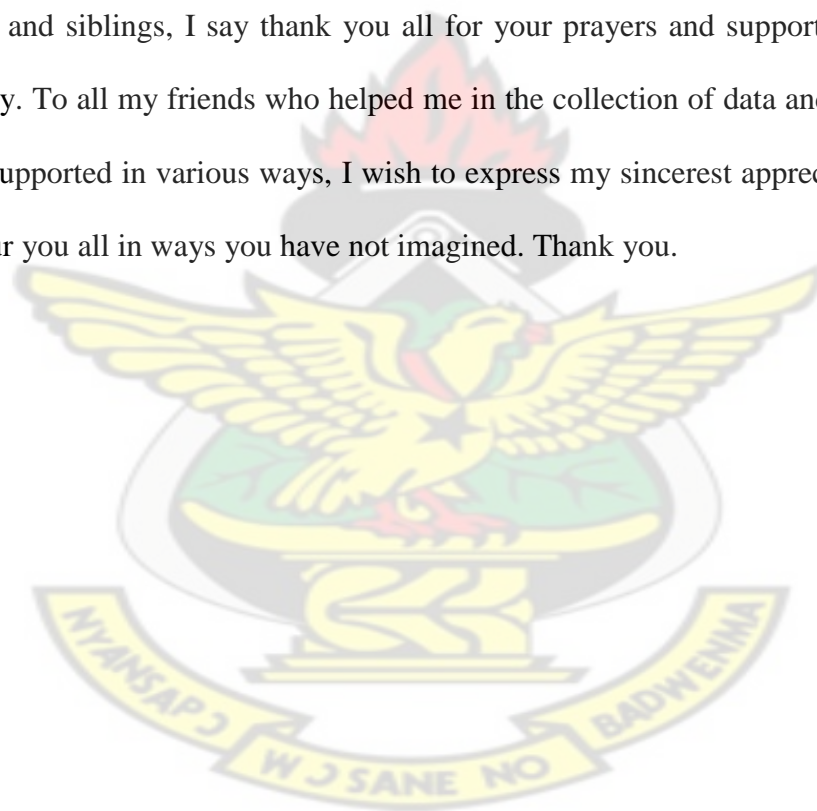 and siblings, I say thank you all for your prayers and support
y. To all my friends who helped me in the collection of data and
upported in various ways, I wish to express my sincerest apprec
ur you all in ways you have not imagined. Thank you.
NYANSAPƆ WƆSANE NO BADWENMA